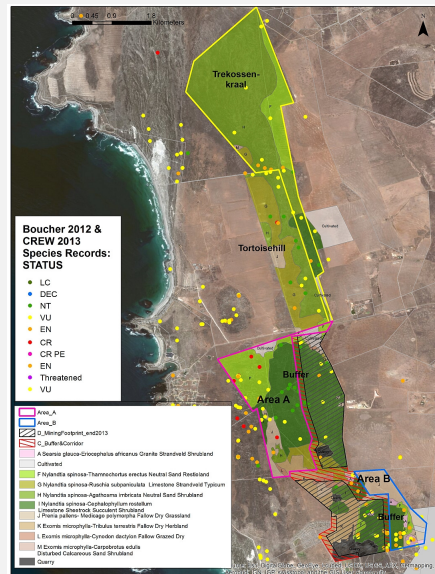 0 0.45 0.9 1.8
Kilometers
N
Trekossen-
kraal
Boucher 2012 &
CREW 2013
Species Records:
STATUS
LC
DEC
NT
VU
EN
CR
CR PE
EN
Threatened
VU
Cultivated
Tortoisehill
Cultivated
Cultivated
Buffer
Area A
Area B
Buffer
Area_A
Area_B
D_MiningFootprint_end2013
C_Buffer&Corridor
A Searsia glauca-Eriocephalus africanus Granite Strandveld Shrubland
Cultivated
F Nylandtia spinosa-Thamnochortus erectus Neutral Sand Restioland
G Nylandtia spinosa-Ruschia subpaniculata Limestone Strandveld Typicum
H Nylandtia spinosa-Agathosma imbricata Neutral Sand Shrubland
I Nylandtia spinosa-Cephalophyllum rostellum
Limestone Sheetrock Succulent Shrubland
J Prenia pallens- Medicago polymorpha Fallow Dry Grassland
K Exomis microphylla-Tribulus terrestris Fallow Dry Herbland
L Exomis microphylla-Cynodon dactylon Fallow Grazed Dry
M Exomis microphylla-Carpobrotus edulis
Disturbed Calcareous Sand Shrubland
Quarry